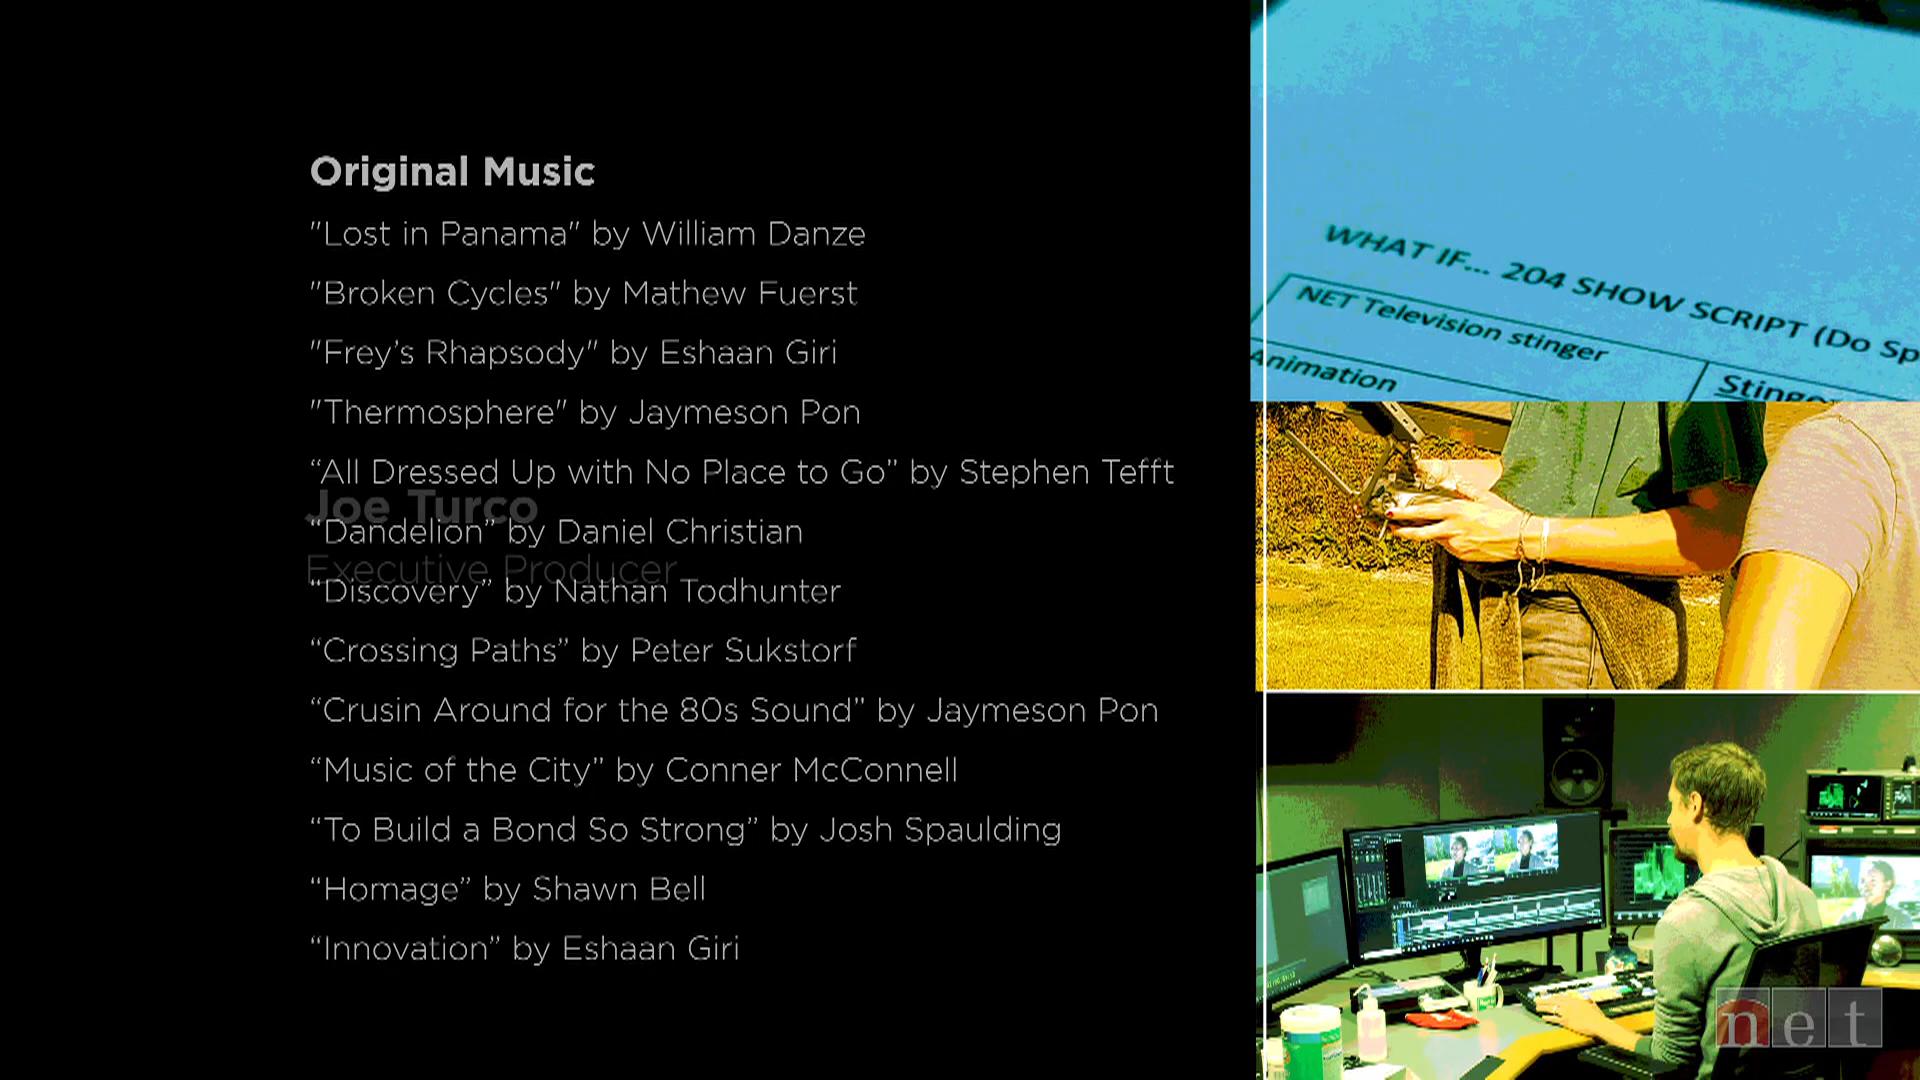 Original Music
"Lost in Panama" by William Danze
"Broken Cycles" by Mathew Fuerst
"Frey’s Rhapsody" by Eshaan Giri
"Thermosphere" by Jaymeson Pon
“All Dressed Up with No Place to Go” by Stephen Tefft
Joe Turco
“Dandelion” by Daniel Christian
Executive Producer
“Discovery” by Nathan Todhunter
“Crossing Paths” by Peter Sukstorf
“Crusin Around for the 80s Sound” by Jaymeson Pon
“Music of the City” by Conner McConnell
“To Build a Bond So Strong” by Josh Spaulding
“Homage” by Shawn Bell
“Innovation” by Eshaan Giri
WHAT IF... 204 SHOW SCRIPT (Do Sp
NET Television stinger
Animation
Stinger
net